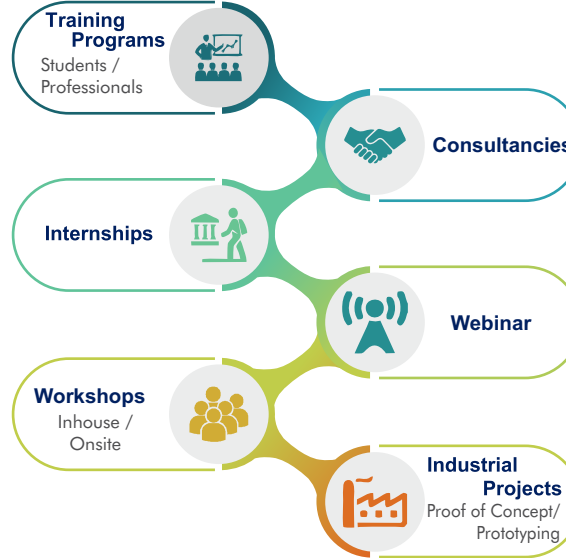 Training
Programs
Students /
Professionals
Consultancies
Internships
Webinar
Workshops
Inhouse /
Onsite
Industrial
Projects
Proof of Concept/
Prototyping